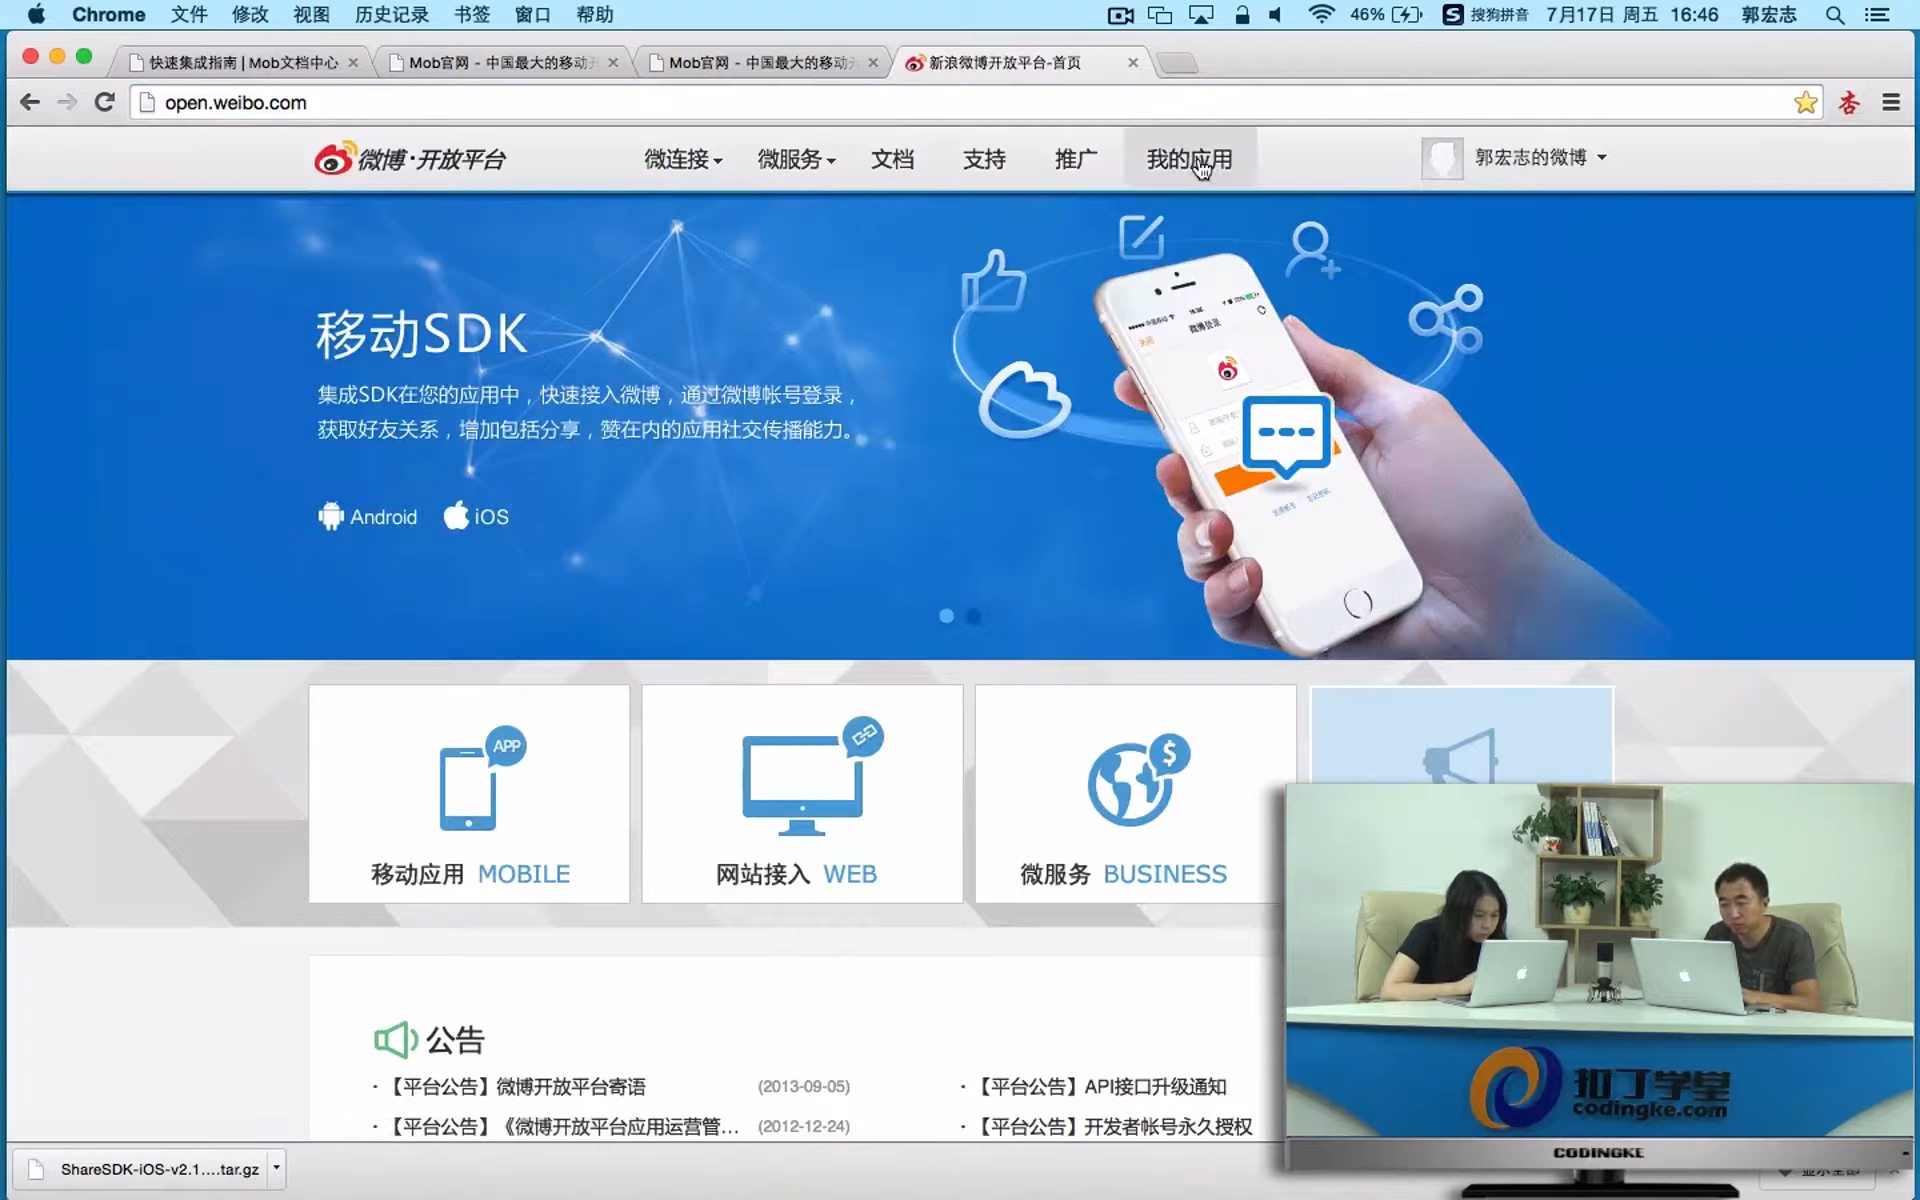 Chrome 文件 修改 视图 历史记录 书签 窗口 帮助 46% 搜狗拼音 7月17日 周五 16:46 郭宏志
快速集成指南 | Mob文档中心 Mob官网 - 中国最大的移动 Mob官网 - 中国最大的移动 新浪微博开放平台-首页
open.weibo.com 杏
微博·开放平台 微连接 微服务 文档 支持 推广 我的应用 郭宏志的微博
移动SDK
集成SDK在您的应用中，快速接入微博，通过微博帐号登录，
获取好友关系，增加包括分享，赞在内的应用社交传播能力。
Android iOS
关闭 微博登录
APP
$
移动应用 MOBILE 网站接入 WEB 微服务 BUSINESS
公告
· 【平台公告】微博开放平台寄语 (2013-09-05) · 【平台公告】API接口升级通知
· 【平台公告】《微博开放平台应用运营管... (2012-12-24) · 【平台公告】开发者帐号永久授权
扣丁学堂
codingke.com
CODINGKE
ShareSDK-iOS-v2.1....tar.gz